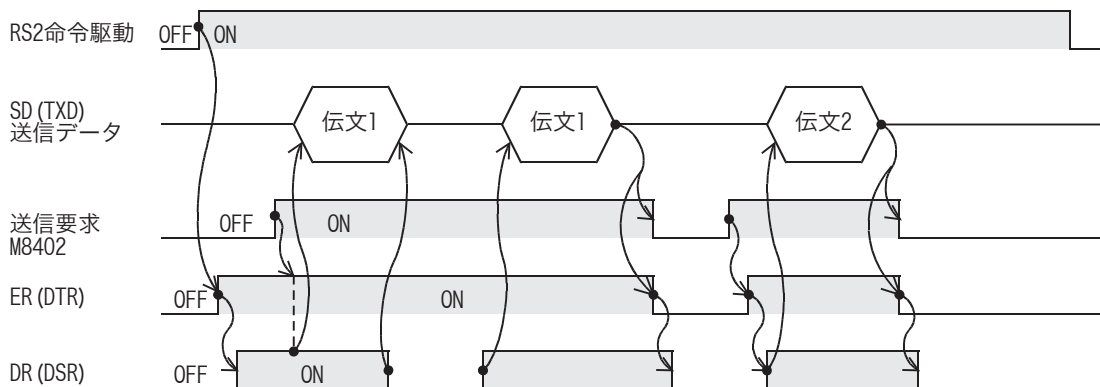 RS2命令駆動 OFF ON
SD (TXD)
送信データ
伝文1 伝文1 伝文2
送信要求
M8402
OFF ON
ER (DTR) OFF ON
DR (DSR) OFF ON